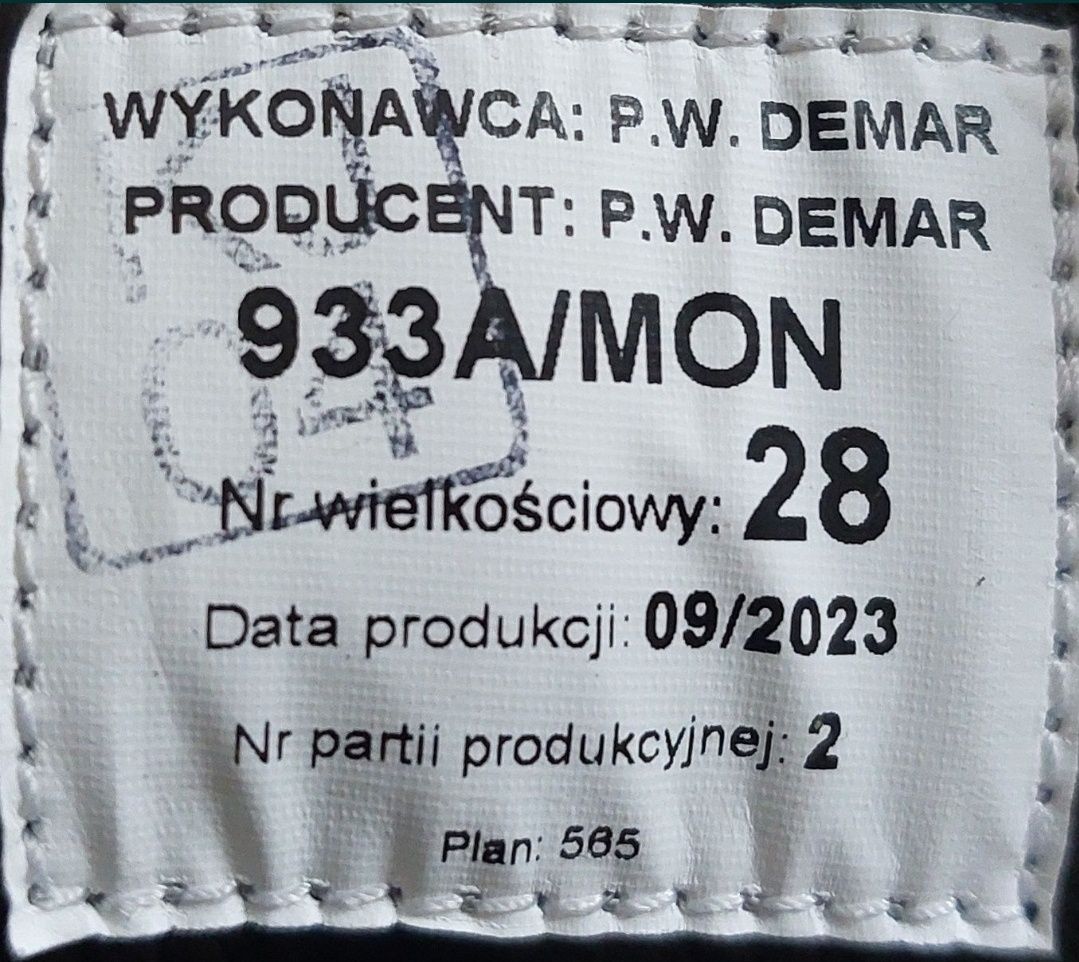 WYKONAWCA: P.W. DEMAR
PRODUCENT: P.W. DEMAR
933A/MON
Nr wielkościowy: 28
Data produkcji: 09/2023
Nr partii produkcyjnej: 2
Plan: 565
04